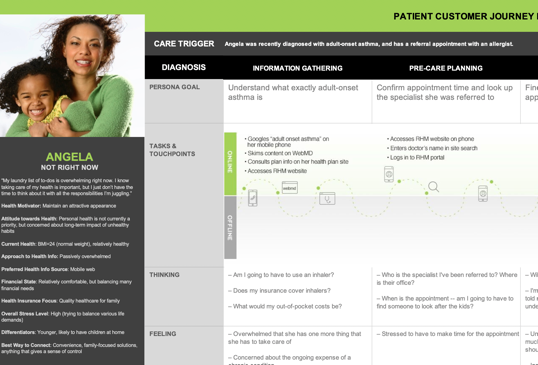 PATIENT CUSTOMER JOURNEY
CARE TRIGGER
Angela was recently diagnosed with adult-onset asthma, and has a referral appointment with an allergist.
DIAGNOSIS
INFORMATION GATHERING
PRE-CARE PLANNING
PERSONA GOAL
Understand what exactly adult-onset
asthma is
Confirm appointment time and look up
the specialist she was referred to
TASKS &
TOUCHPOINTS
ONLINE
OFFLINE
• Googles "adult onset asthma" on
her mobile phone
• Skims content on WebMD
• Consults plan info on her health plan site
• Accesses RHM website
• Accesses RHM website on phone
• Enters doctor's name in site search
• Logs in to RHM portal
webmd
THINKING
– Am I going to have to use an inhaler?
– Does my insurance cover inhalers?
– What would my out-of-pocket costs be?
– Who is the specialist I've been referred to? Where
is their office?
– When is the appointment -- am I going to have to
find someone to look after the kids?
FEELING
– Overwhelmed that she has one more thing that
she has to take care of
– Concerned about the ongoing expense of a
– Stressed to have to make time for the appointment
ANGELA
NOT RIGHT NOW
"My laundry list of to-dos is overwhelming right now. I know
taking care of my health is important, but I just don't have the
time to think about it with all the responsibilities I'm juggling."
Health Motivator: Maintain an attractive appearance
Attitude towards Health: Personal health is not currently a
priority, but concerned about long-term impact of unhealthy
habits
Current Health: BMI=24 (normal weight), relatively healthy
Approach to Health Info: Passively overwhelmed
Preferred Health Info Source: Mobile web
Financial State: Relatively comfortable, but balancing many
financial needs
Health Insurance Focus: Quality healthcare for family
Overall Stress Level: High (trying to balance various life
demands)
Differentiators: Younger, likely to have children at home
Best Way to Connect: Convenience, family-focused solutions,
anything that gives a sense of control